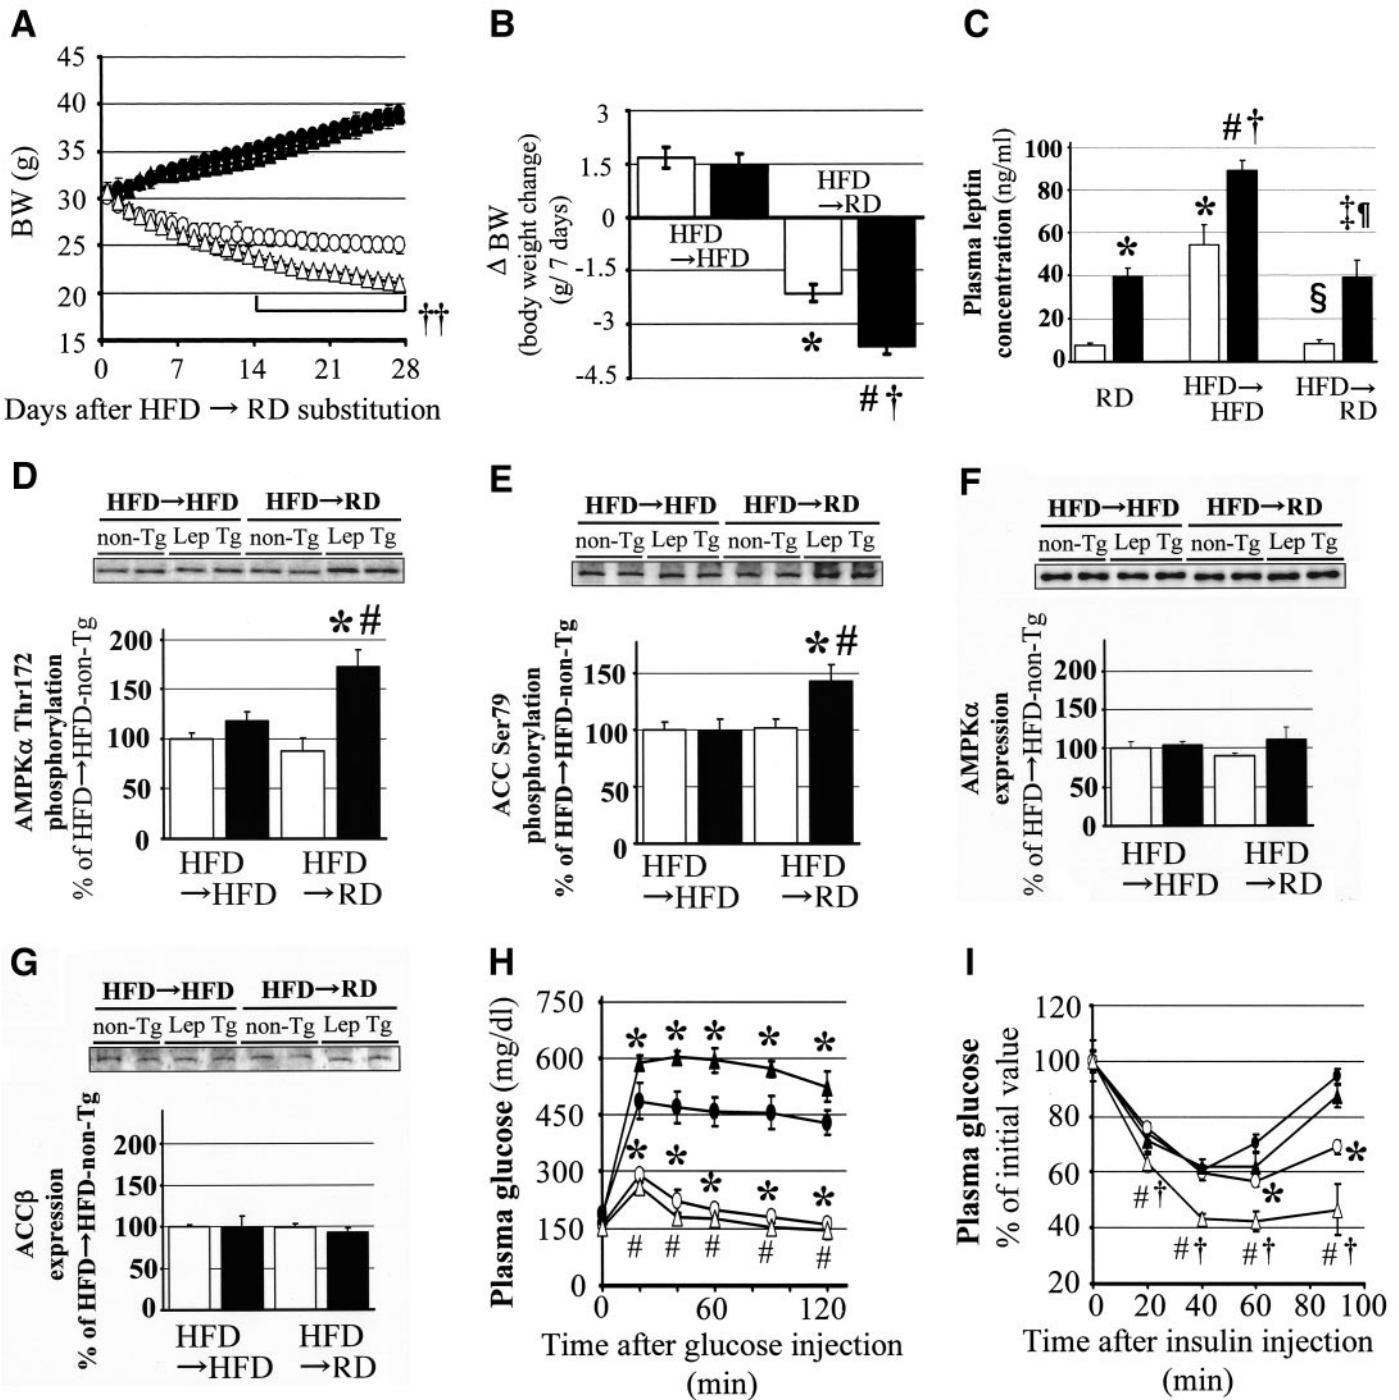 A
BW (g)
45
40
35
30
25
20
15
0 7 14 21 28
††
Days after HFD → RD substitution
B
Δ BW
(body weight change)
(g/ 7 days)
3
1.5
0
-1.5
-3
-4.5
HFD
→RD
HFD
→HFD
*
#†
C
Plasma leptin
concentration (ng/ml)
100
80
60
40
20
0
*
*
#†
§
‡¶
RD
HFD→
HFD
HFD→
RD
D
HFD→HFD HFD→RD
non-Tg Lep Tg non-Tg Lep Tg
AMPKα Thr172
phosphorylation
% of HFD→HFD-non-Tg
200
150
100
50
0
*#
HFD
→HFD
HFD
→RD
E
HFD→HFD HFD→RD
non-Tg Lep Tg non-Tg Lep Tg
ACC Ser79
phosphorylation
% of HFD→HFD-non-Tg
150
100
50
0
*#
HFD
→HFD
HFD
→RD
F
HFD→HFD HFD→RD
non-Tg Lep Tg non-Tg Lep Tg
AMPKα
expression
% of HFD→HFD-non-Tg
200
150
100
50
0
HFD
→HFD
HFD
→RD
G
HFD→HFD HFD→RD
non-Tg Lep Tg non-Tg Lep Tg
ACCβ
expression
% of HFD→HFD-non-Tg
200
150
100
50
0
HFD
→HFD
HFD
→RD
H
Plasma glucose (mg/dl)
750
600
450
300
150
0
* * * * *
* * * * *
# # # # #
0 60 120
Time after glucose injection
(min)
I
Plasma glucose
% of initial value
120
100
80
60
40
20
*
*
#†
#† #† #†
0 20 40 60 80 100
Time after insulin injection
(min)